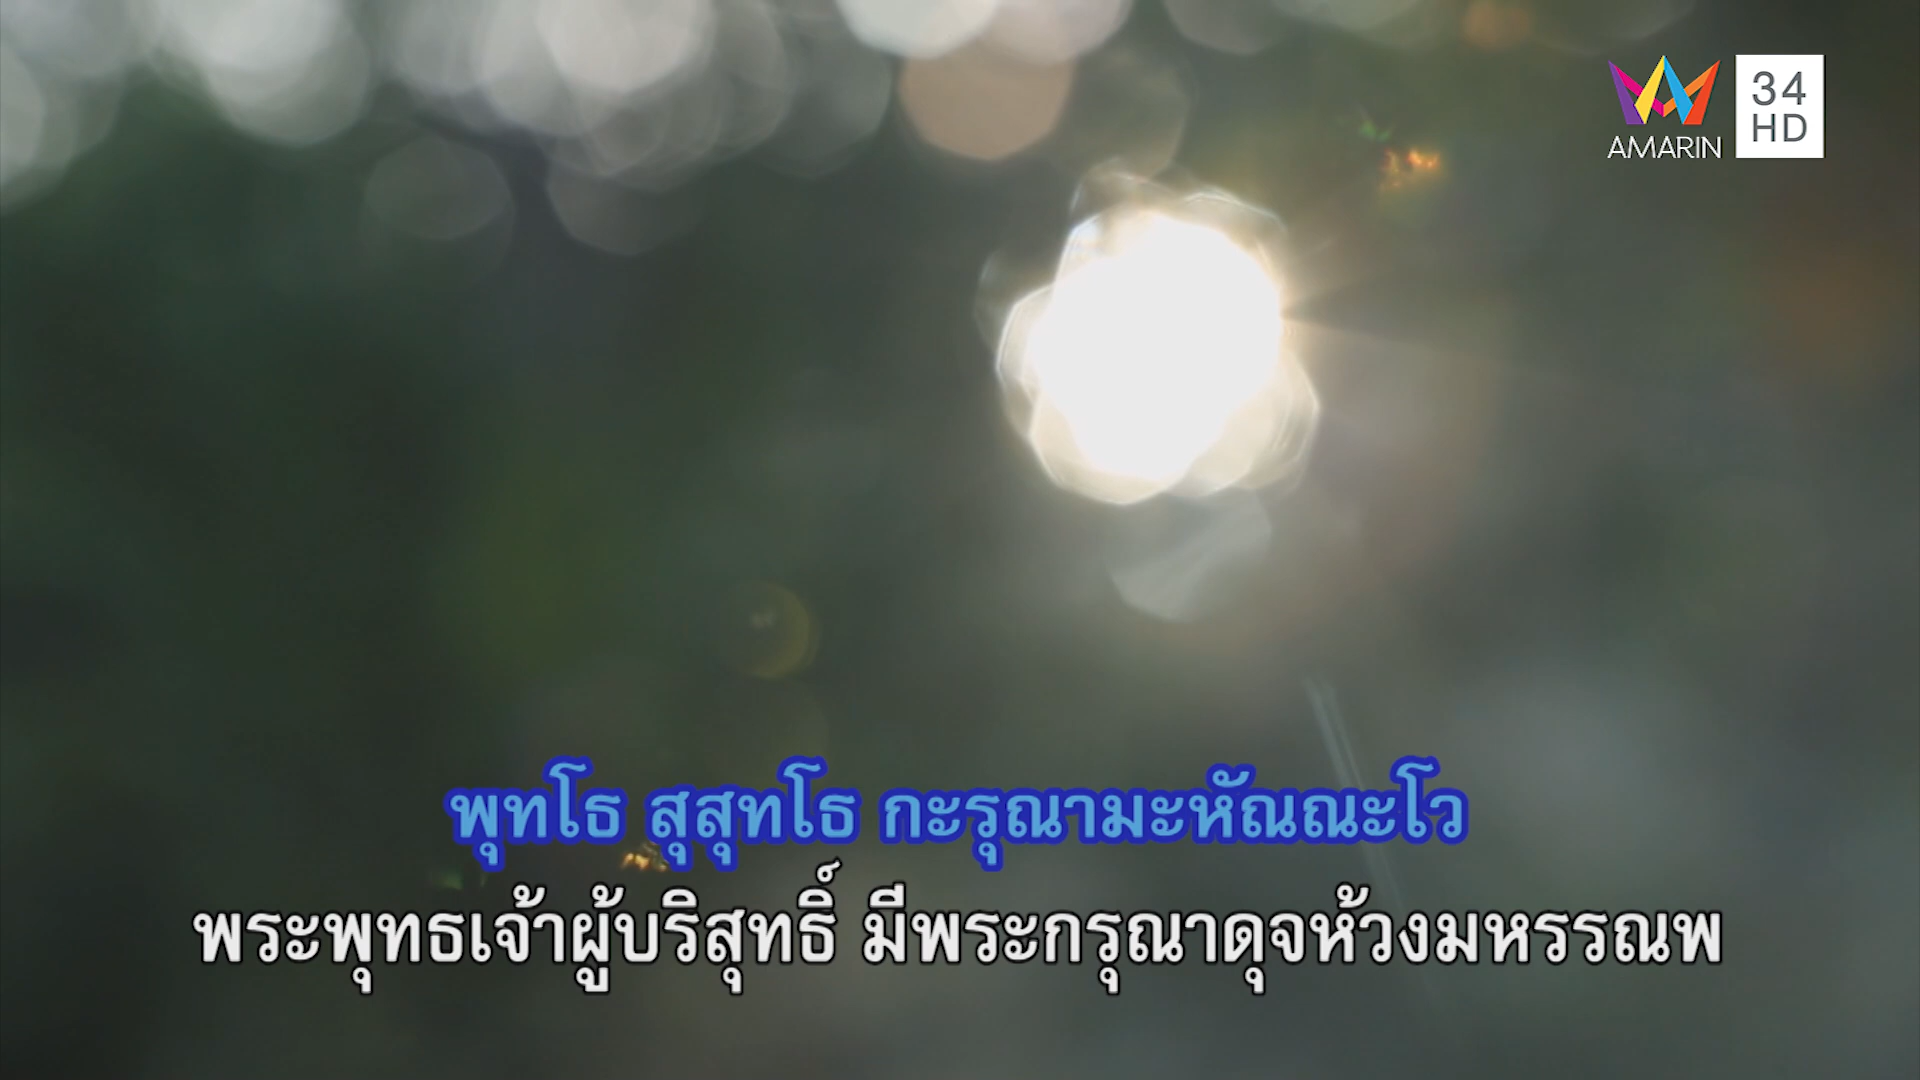 AMARIN
34
HD
พุทโธ สุสุทโธ กะรุณามะหัณณะโว
พระพุทธเจ้าผู้บริสุทธิ์ มีพระกรุณาดุจห้วงมหรรณพ